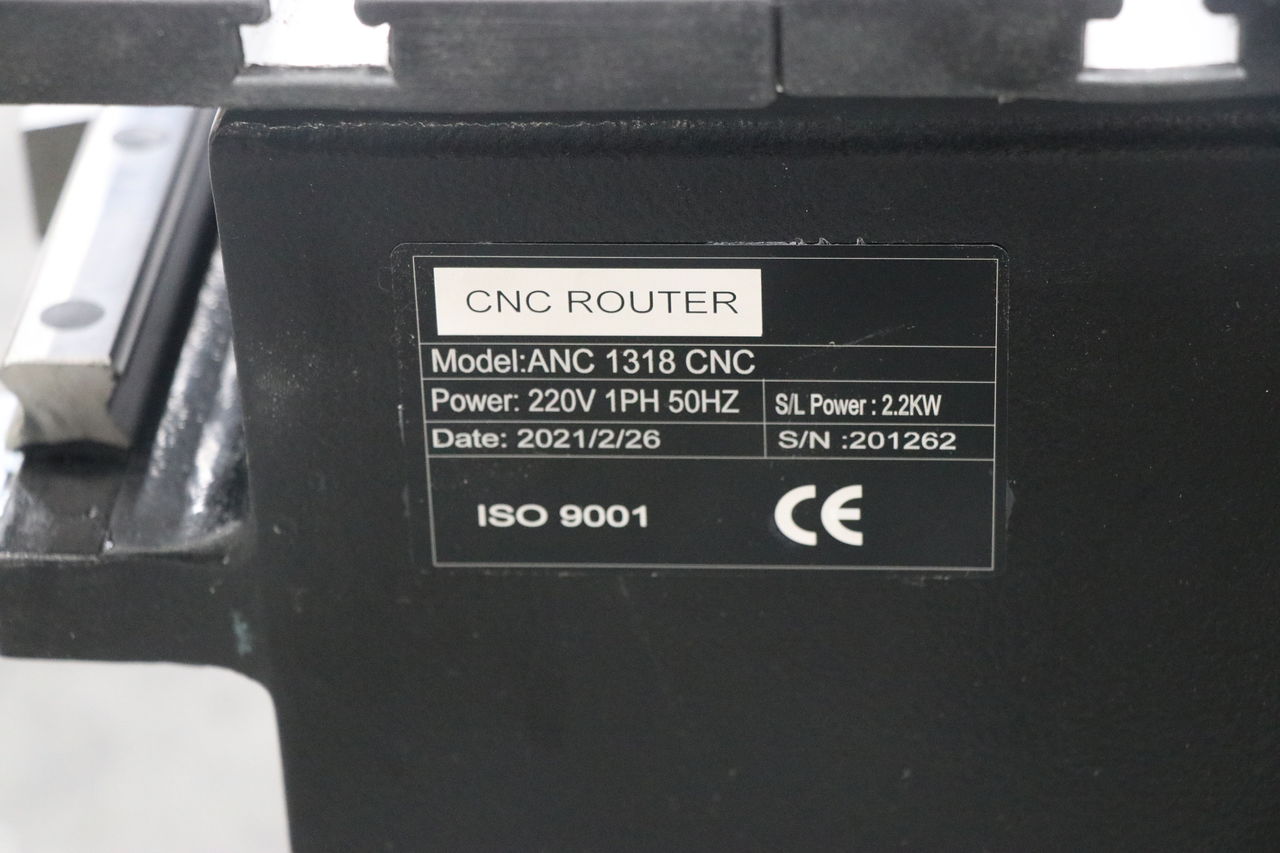 CNC ROUTER
Model:ANC 1318 CNC
Power: 220V 1PH 50HZ S/L Power : 2.2KW
Date: 2021/2/26 S/N :201262
ISO 9001 CE